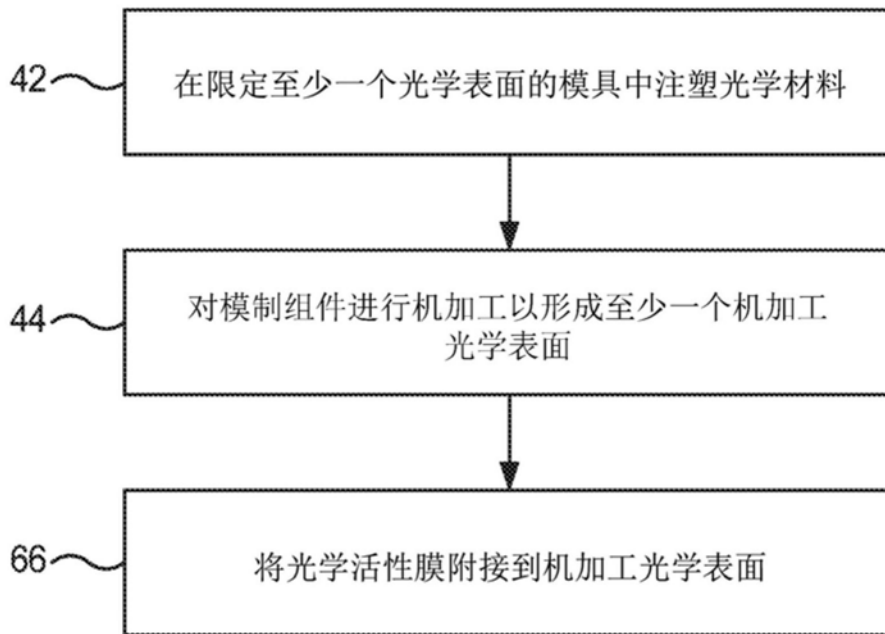 42
在限定至少一个光学表面的模具中注塑光学材料
44
对模制组件进行机加工以形成至少一个机加工
光学表面
66
将光学活性膜附接到机加工光学表面